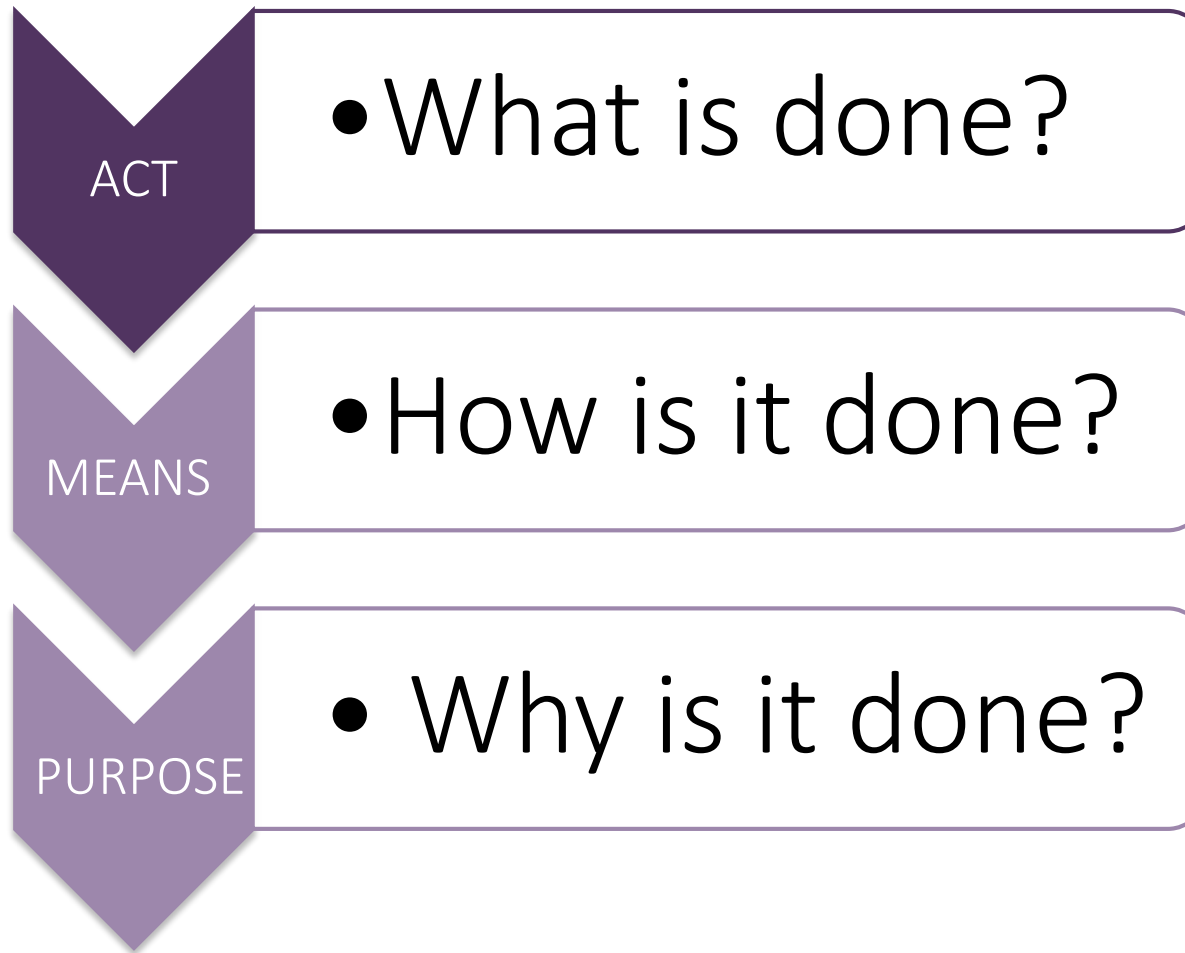 ACT
•What is done?
MEANS
•How is it done?
PURPOSE
• Why is it done?